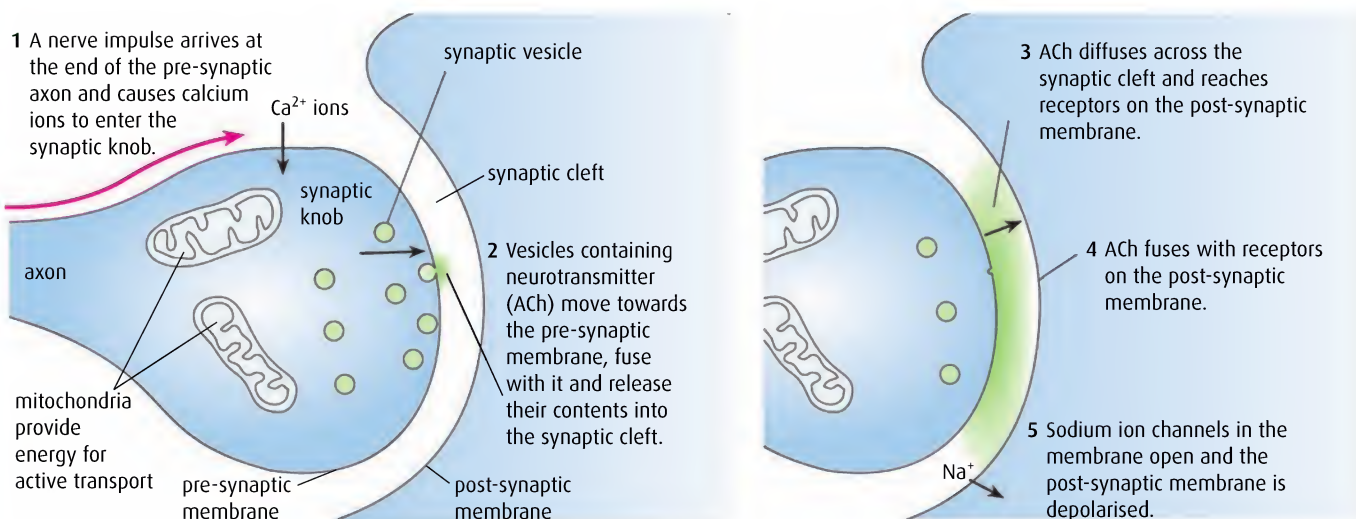 1 A nerve impulse arrives at
the end of the pre-synaptic
axon and causes calcium
ions to enter the
synaptic knob.
Ca²⁺ ions
synaptic vesicle
synaptic cleft
synaptic
knob
axon
2 Vesicles containing
neurotransmitter
(ACh) move towards
the pre-synaptic
membrane, fuse
with it and release
their contents into
the synaptic cleft.
mitochondria
provide
energy for
active transport
pre-synaptic
membrane
post-synaptic
membrane
3 ACh diffuses across the
synaptic cleft and reaches
receptors on the post-synaptic
membrane.
4 ACh fuses with receptors
on the post-synaptic
membrane.
5 Sodium ion channels in the
membrane open and the
post-synaptic membrane is
depolarised.
Na⁺